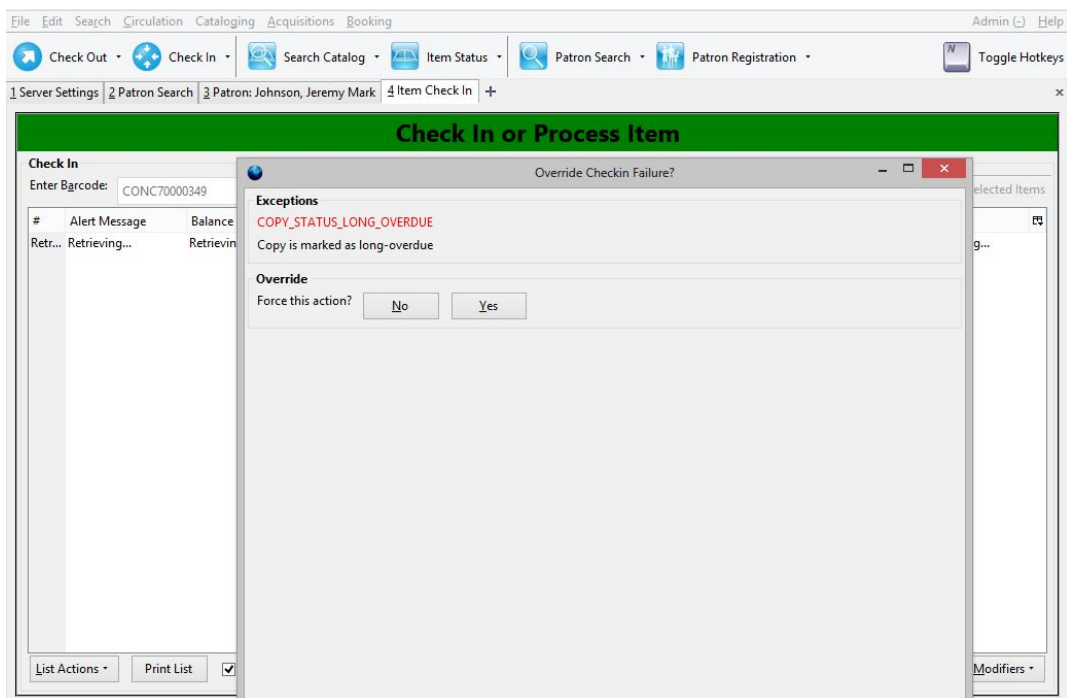 File Edit Search Circulation Cataloging Acquisitions Booking Admin (-) Help
Check Out Check In Search Catalog Item Status Patron Search Patron Registration N Toggle Hotkeys
1 Server Settings 2 Patron Search 3 Patron: Johnson, Jeremy Mark 4 Item Check In + ×
Check In or Process Item
Check In
Enter Barcode: CONC70000349 elected Items
# Alert Message Balance
Retr... Retrieving... Retrievin g...
Override Checkin Failure?
Exceptions
COPY_STATUS_LONG_OVERDUE
Copy is marked as long-overdue
Override
Force this action? No Yes
List Actions Print List Modifiers